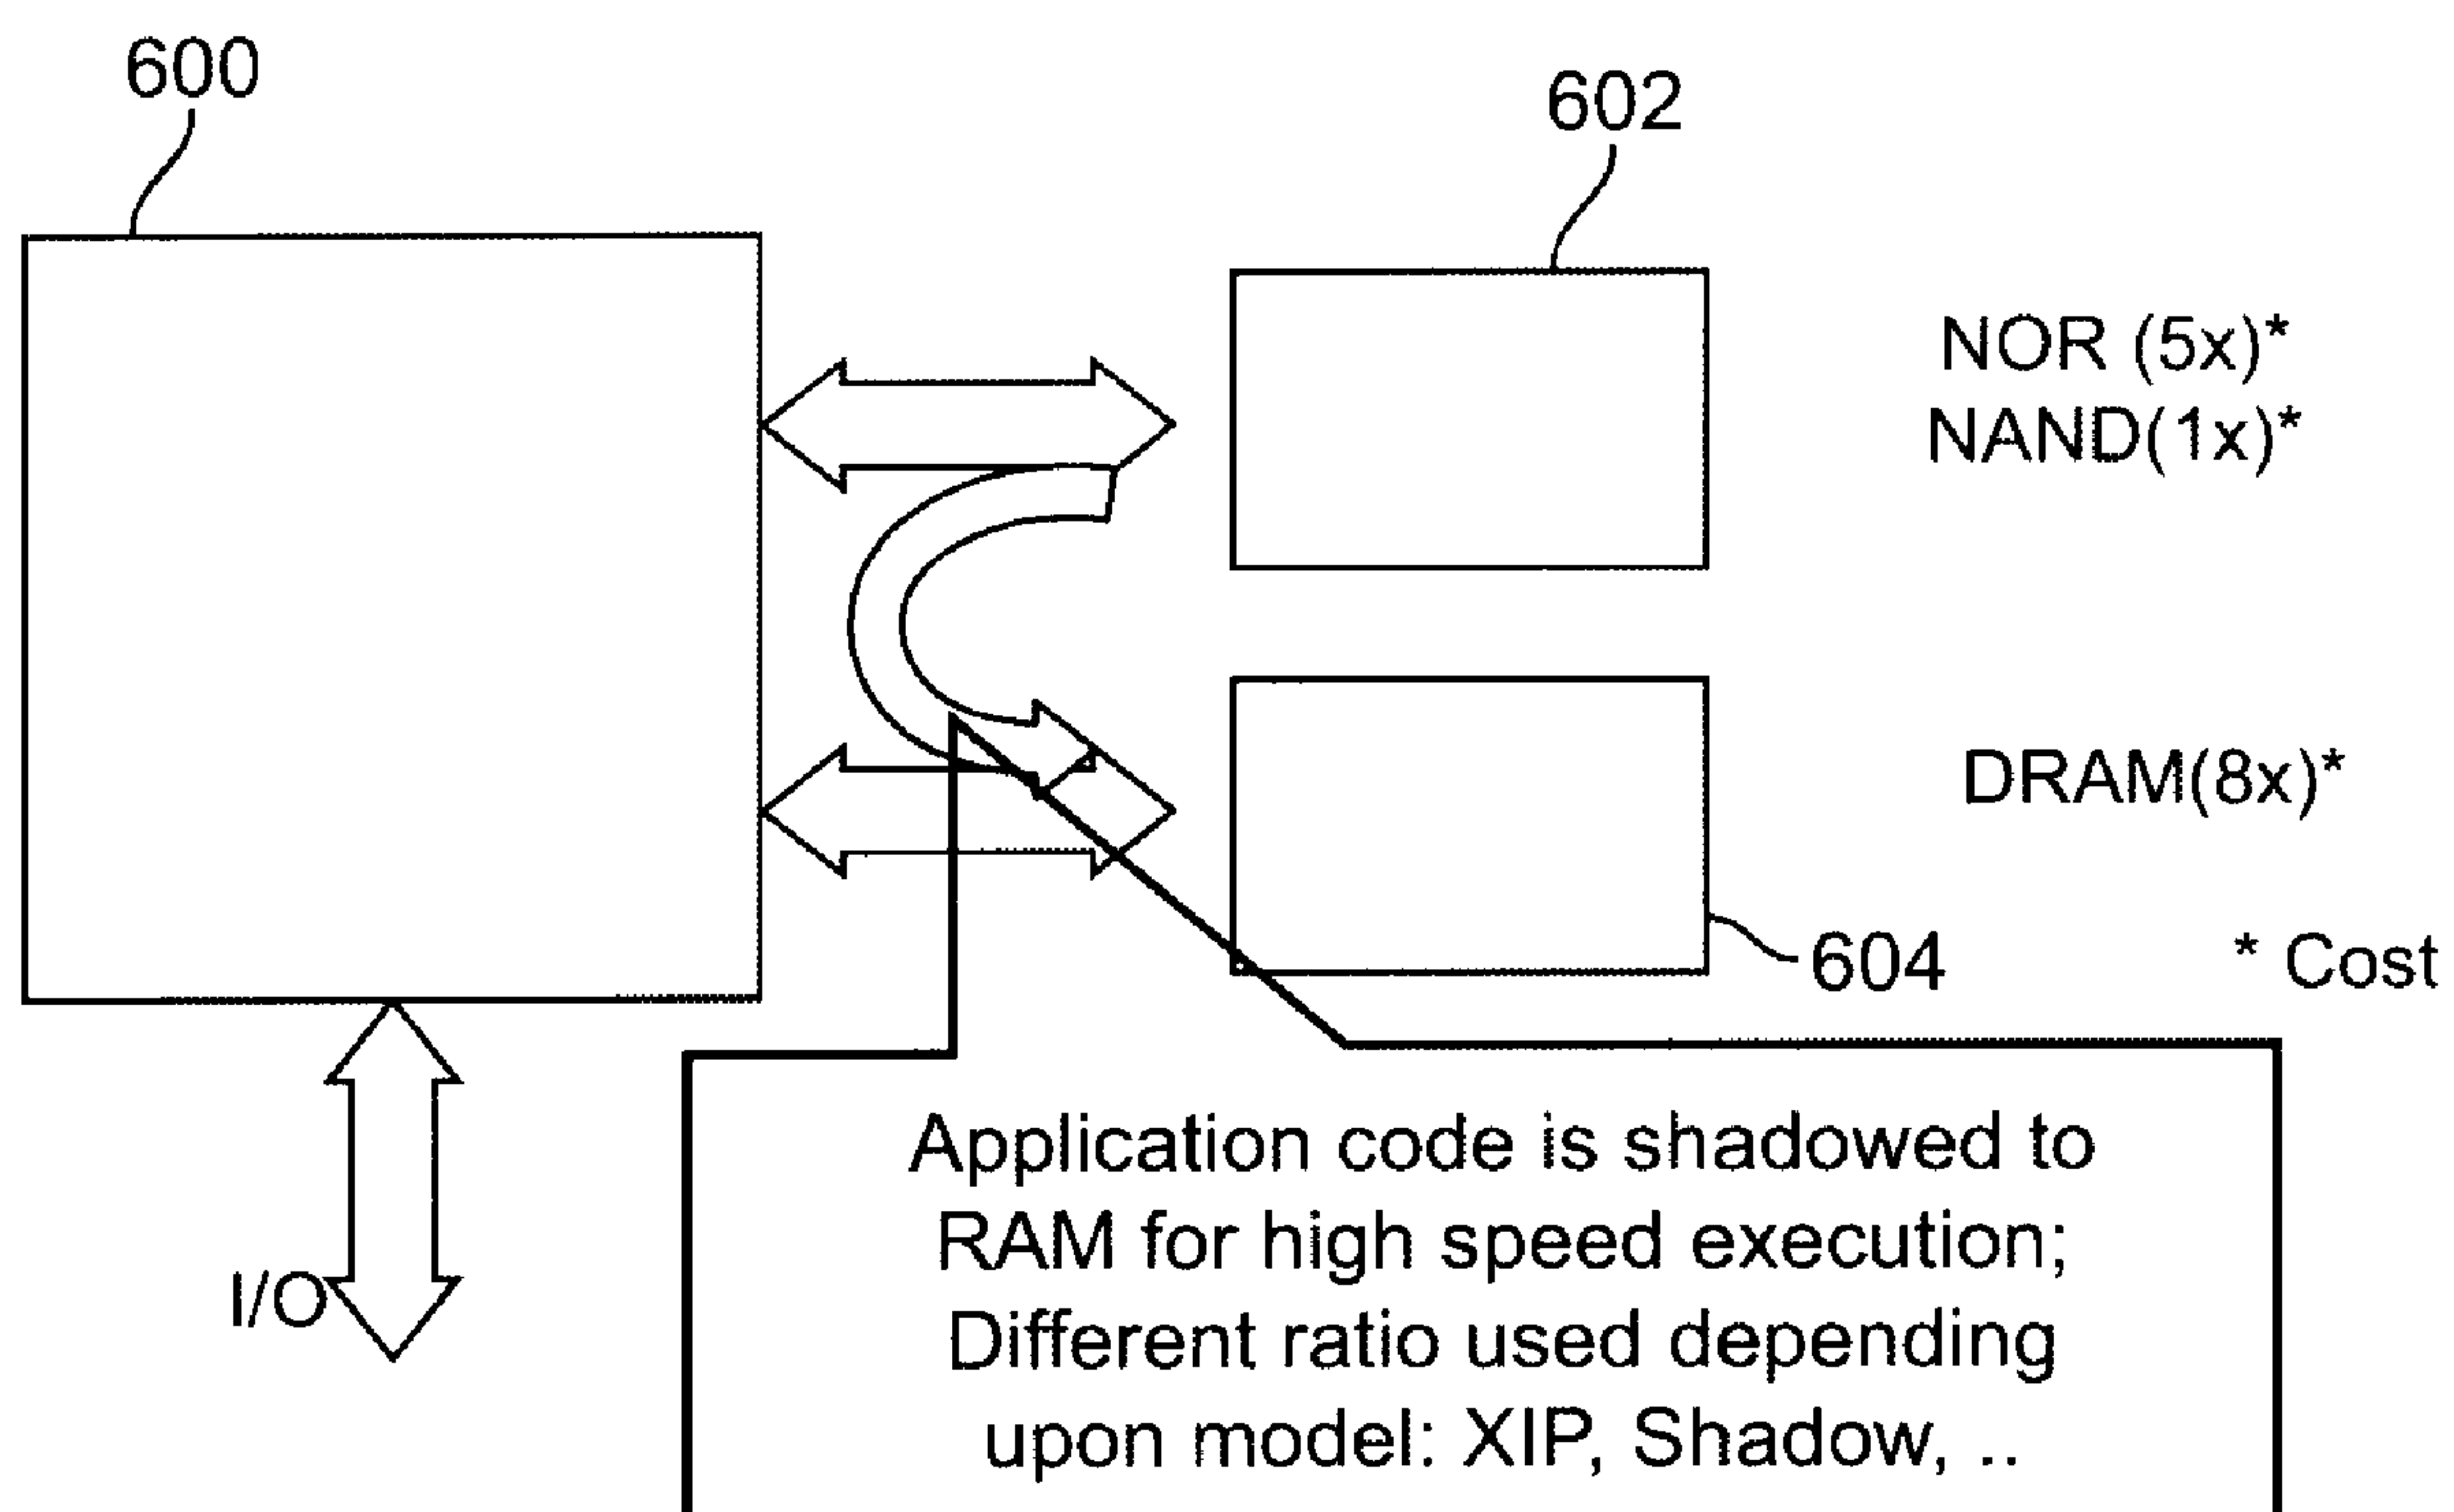 600
602
NOR (5x)*
NAND(1x)*
DRAM(8x)*
604
* Cost
I/O
Application code is shadowed to
RAM for high speed execution;
Different ratio used depending
upon model: XIP, Shadow, ..